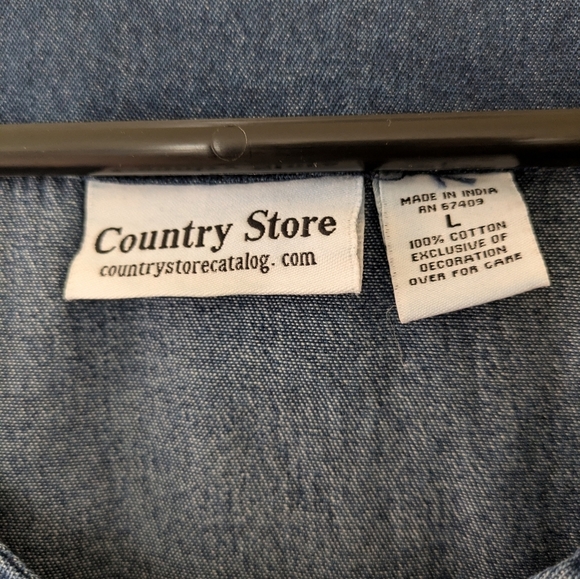 Country Store
countrystorecatalog.com
MADE IN INDIA
RN 67409
L
100% COTTON
EXCLUSIVE OF
DECORATION
OVER FOR CARE